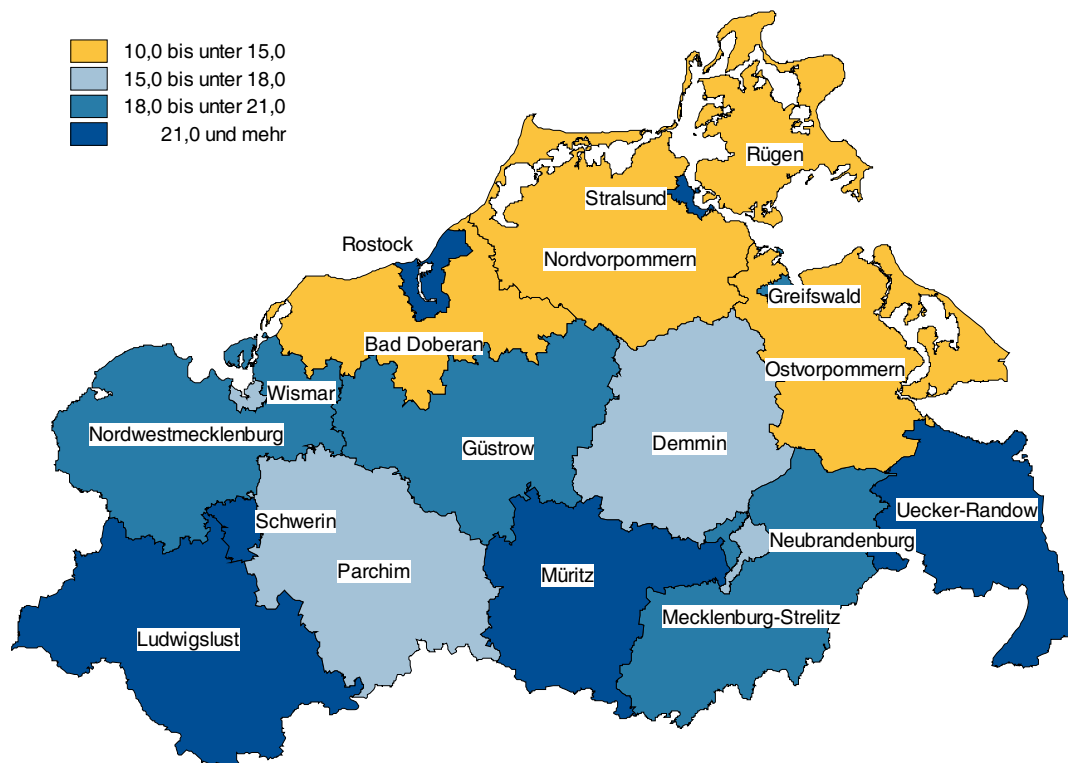 10,0 bis unter 15,0
15,0 bis unter 18,0
18,0 bis unter 21,0
21,0 und mehr
Rügen
Stralsund
Rostock
Nordvorpommern
Greifswald
Bad Doberan
Ostvorpommern
Wismar
Nordwestmecklenburg
Güstrow
Demmin
Schwerin
Uecker-Randow
Neubrandenburg
Parchim
Müritz
Mecklenburg-Strelitz
Ludwigslust